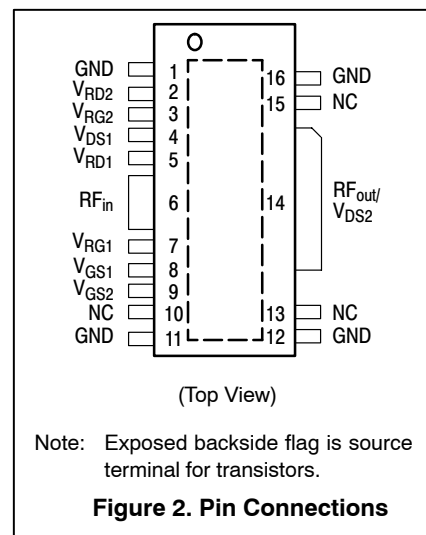 GND 1 16 GND
VRD2 2 15 NC
VRG2 3
VDS1 4
VRD1 5
RFin 6 14 RFout/
VDS2
VRG1 7
VGS1 8
VGS2 9
NC 10 13 NC
GND 11 12 GND
(Top View)
Note: Exposed backside flag is source
terminal for transistors.
Figure 2. Pin Connections